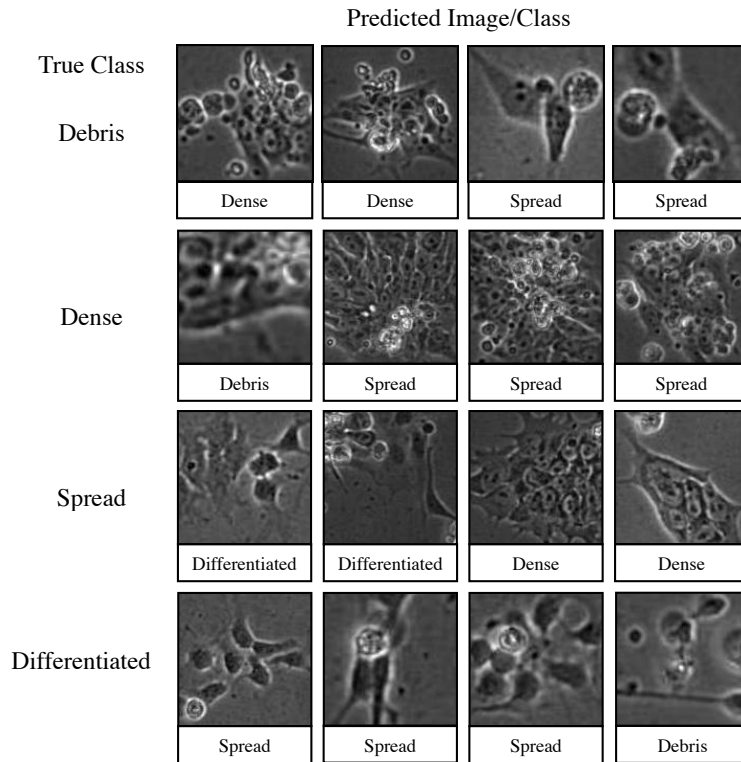 Predicted Image/Class
True Class
Debris
Dense Dense Spread Spread
Dense
Debris Spread Spread Spread
Spread
Differentiated Differentiated Dense Dense
Differentiated
Spread Spread Spread Debris